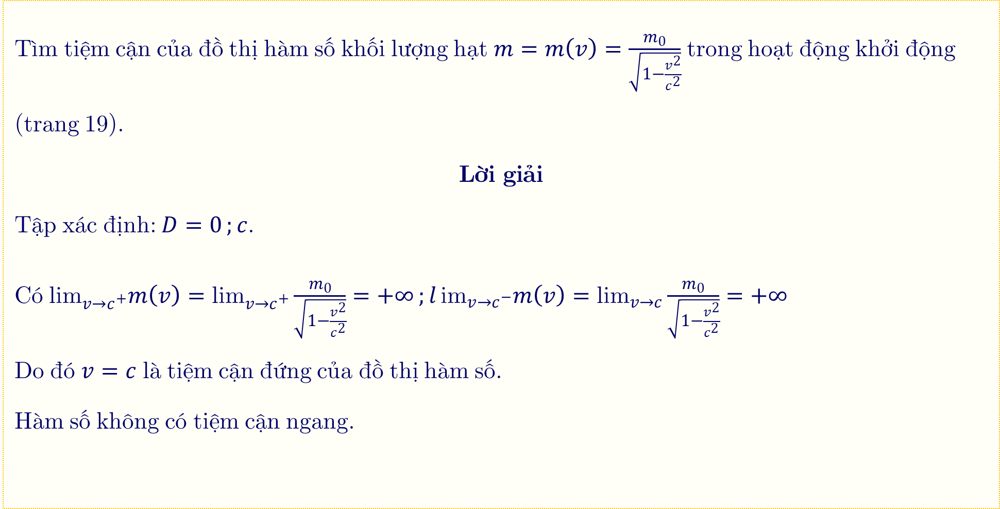 Tìm tiệm cận của đồ thị hàm số khối lượng hạt $m = m(v) = \frac{m_0}{\sqrt{1-\frac{v^2}{c^2}}}$ trong hoạt động khởi động
(trang 19).
Lời giải
Tập xác định: $D = 0\,; c$.
Có $\lim_{v \to c^+} m(v) = \lim_{v \to c^+} \frac{m_0}{\sqrt{1-\frac{v^2}{c^2}}} = +\infty\,; l\,\mathrm{im}_{v \to c^-} m(v) = \lim_{v \to c} \frac{m_0}{\sqrt{1-\frac{v^2}{c^2}}} = +\infty$
Do đó $v = c$ là tiệm cận đứng của đồ thị hàm số.
Hàm số không có tiệm cận ngang.